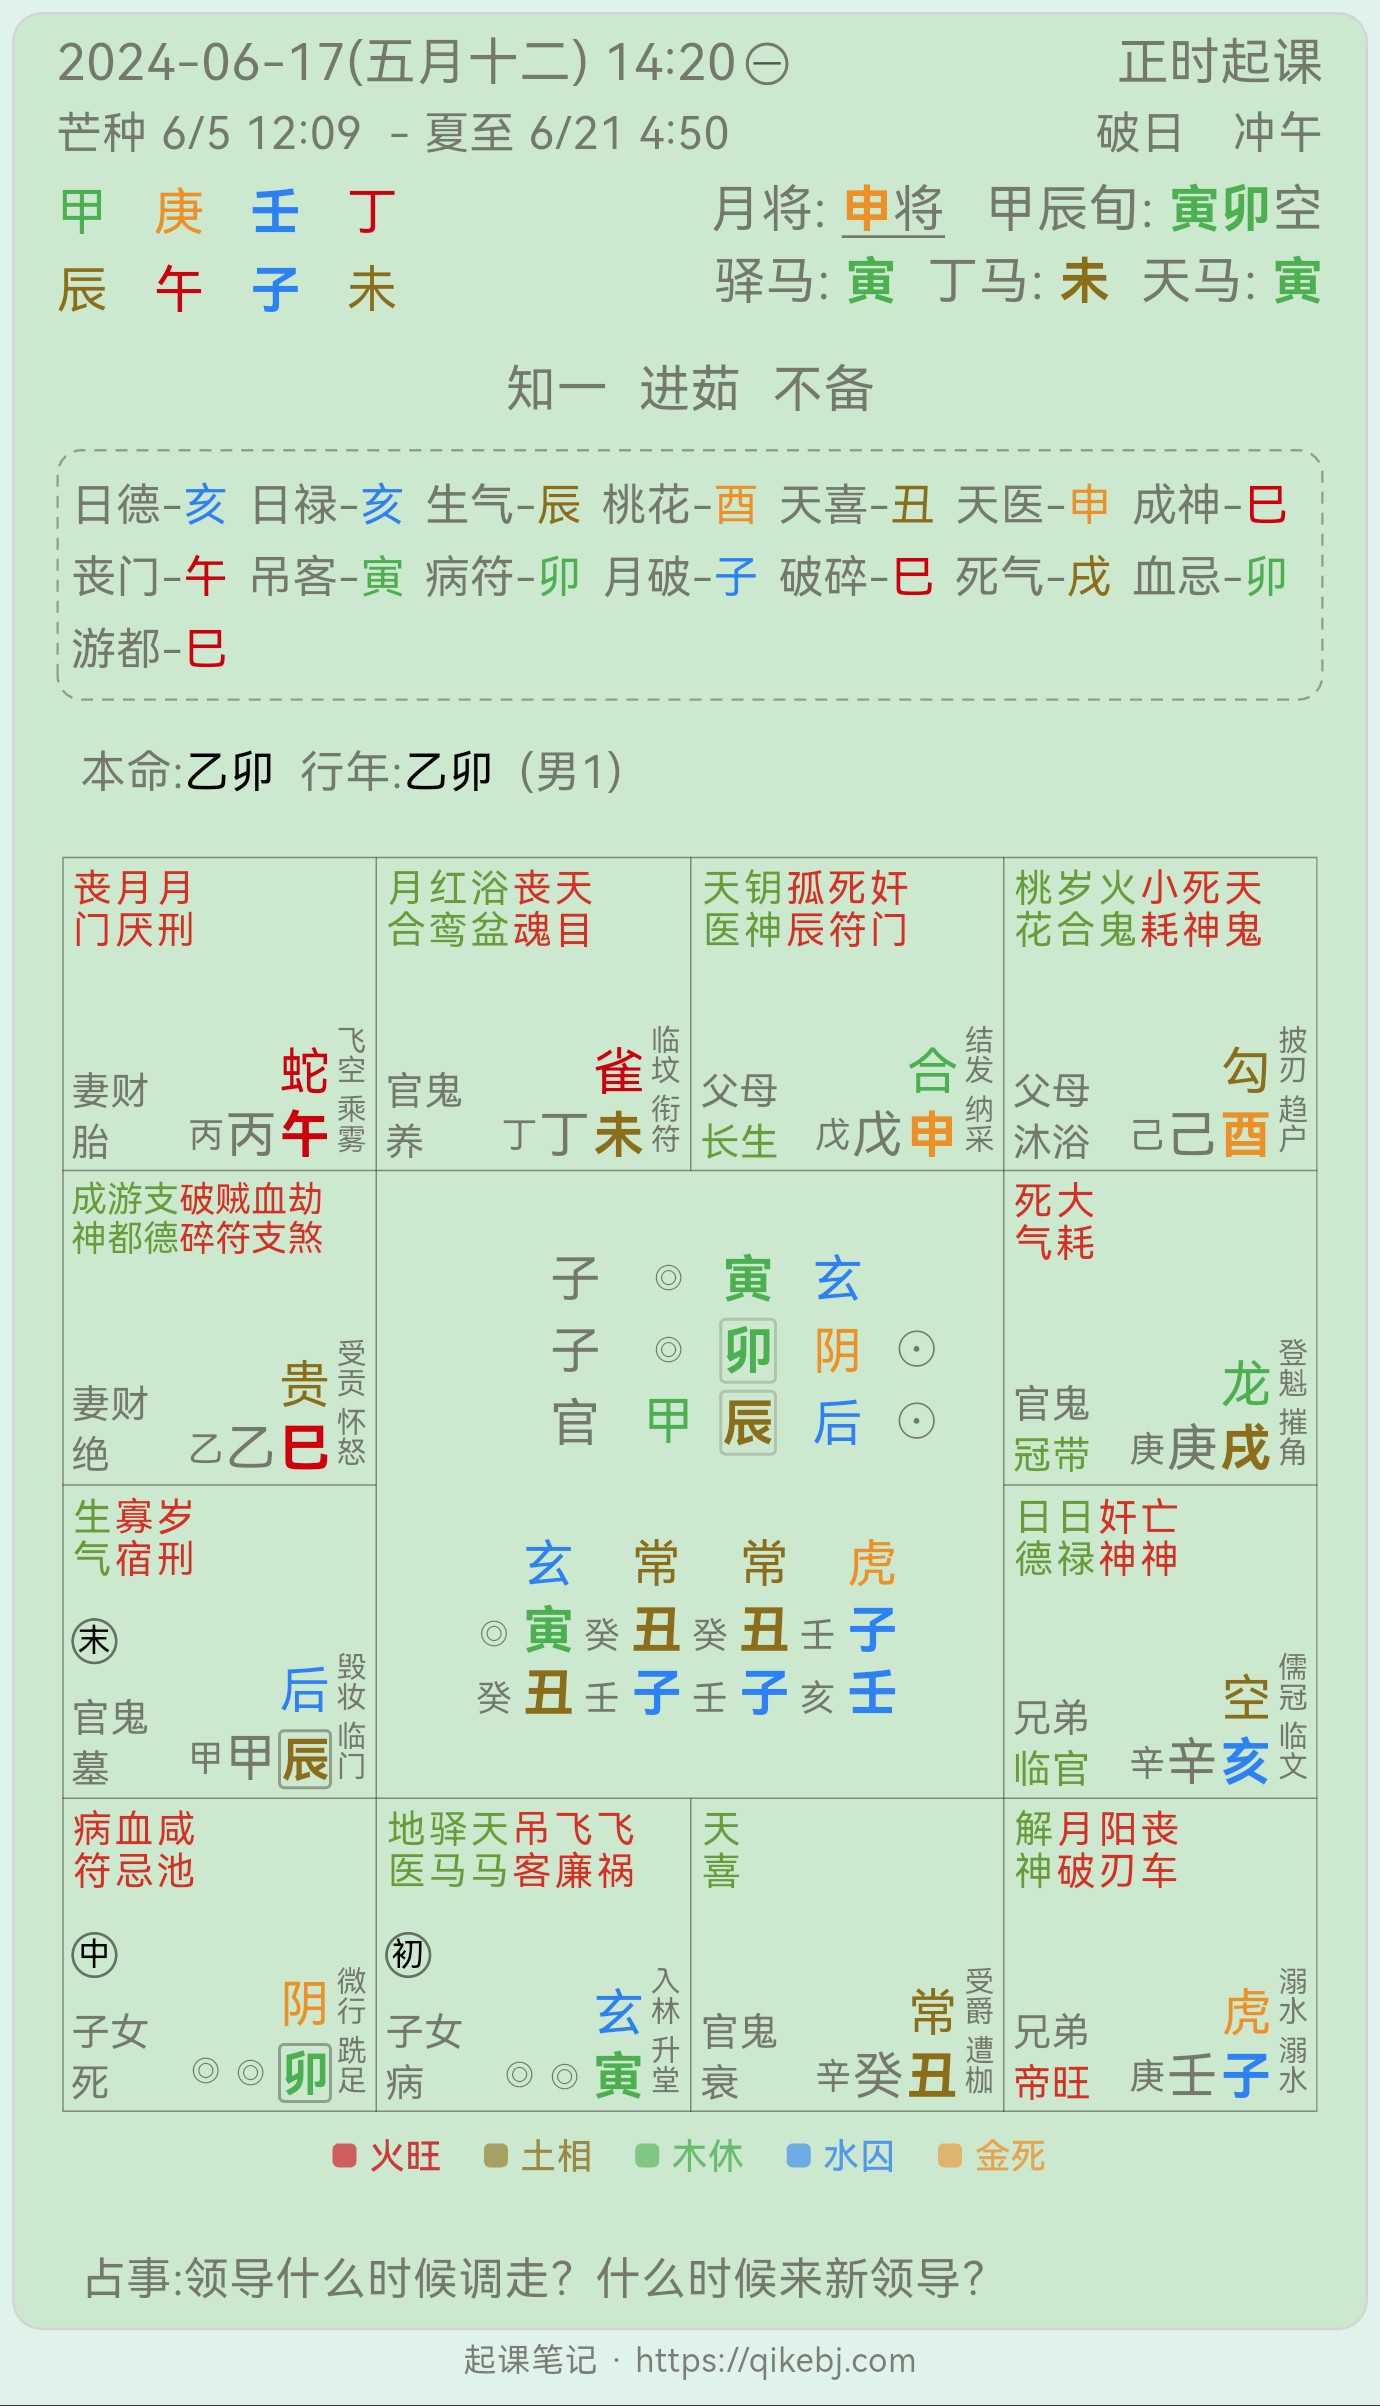 2024-06-17(五月十二) 14:20㊀ 正时起课
芒种 6/5 12:09 - 夏至 6/21 4:50 破日 冲午
甲 庚 壬 丁 月将: 申将 甲辰旬: 寅卯空
辰 午 子 未 驿马: 寅 丁马: 未 天马: 寅
知一 进茹 不备
日德-亥 日禄-亥 生气-辰 桃花-酉 天喜-丑 天医-申 成神-巳
丧门-午 吊客-寅 病符-卯 月破-子 破碎-巳 死气-戌 血忌-卯
游都-巳
本命:乙卯 行年:乙卯 (男1)
丧门 月厌 月刑
妻财 胎 丙 丙 蛇 午 飞空 乘雾
月合 红鸾 浴盆 丧魂 天目
官鬼 养 丁 丁 雀 未 临坟 衔符
天医 钥神 孤辰 死符 奸门
父母 长生 戊 戊 合 申 结发 纳采
桃花 岁合 火鬼 小耗 死神 天鬼
父母 沐浴 己 己 勾 酉 披刃 趋户
成神 游都 支德 破碎 贼符 血支 劫煞
妻财 绝 乙 乙 贵 巳 受贡 怀怒
子 ◎ 寅 玄
子 ◎ 卯 阴 ⊙
官 甲 辰 后 ⊙
玄 常 常 虎
◎ 寅 癸 丑 癸 丑 壬 子
癸 丑 壬 子 壬 子 亥 壬
死气 大耗
官鬼 冠带 庚 庚 龙 戌 登魁 摧角
生气 寡宿 岁刑
末
官鬼 墓 甲 甲 后 辰 毁妆 临门
日德 日禄 奸神 亡神
兄弟 临官 辛 辛 空 亥 儒冠 临文
病符 血忌 咸池
中
子女 死 ◎ ◎ 阴 卯 微行 跣足
地医 驿马 天马 吊客 飞廉 飞祸
初
子女 病 ◎ ◎ 玄 寅 入林 升堂
天喜
官鬼 衰 辛 癸 常 丑 受爵 遭枷
解神 月破 阳刃 丧车
兄弟 帝旺 庚 壬 虎 子 溺水 溺水
火旺 土相 木休 水囚 金死
占事:领导什么时候调走？什么时候来新领导？
起课笔记 · https://qikebj.com